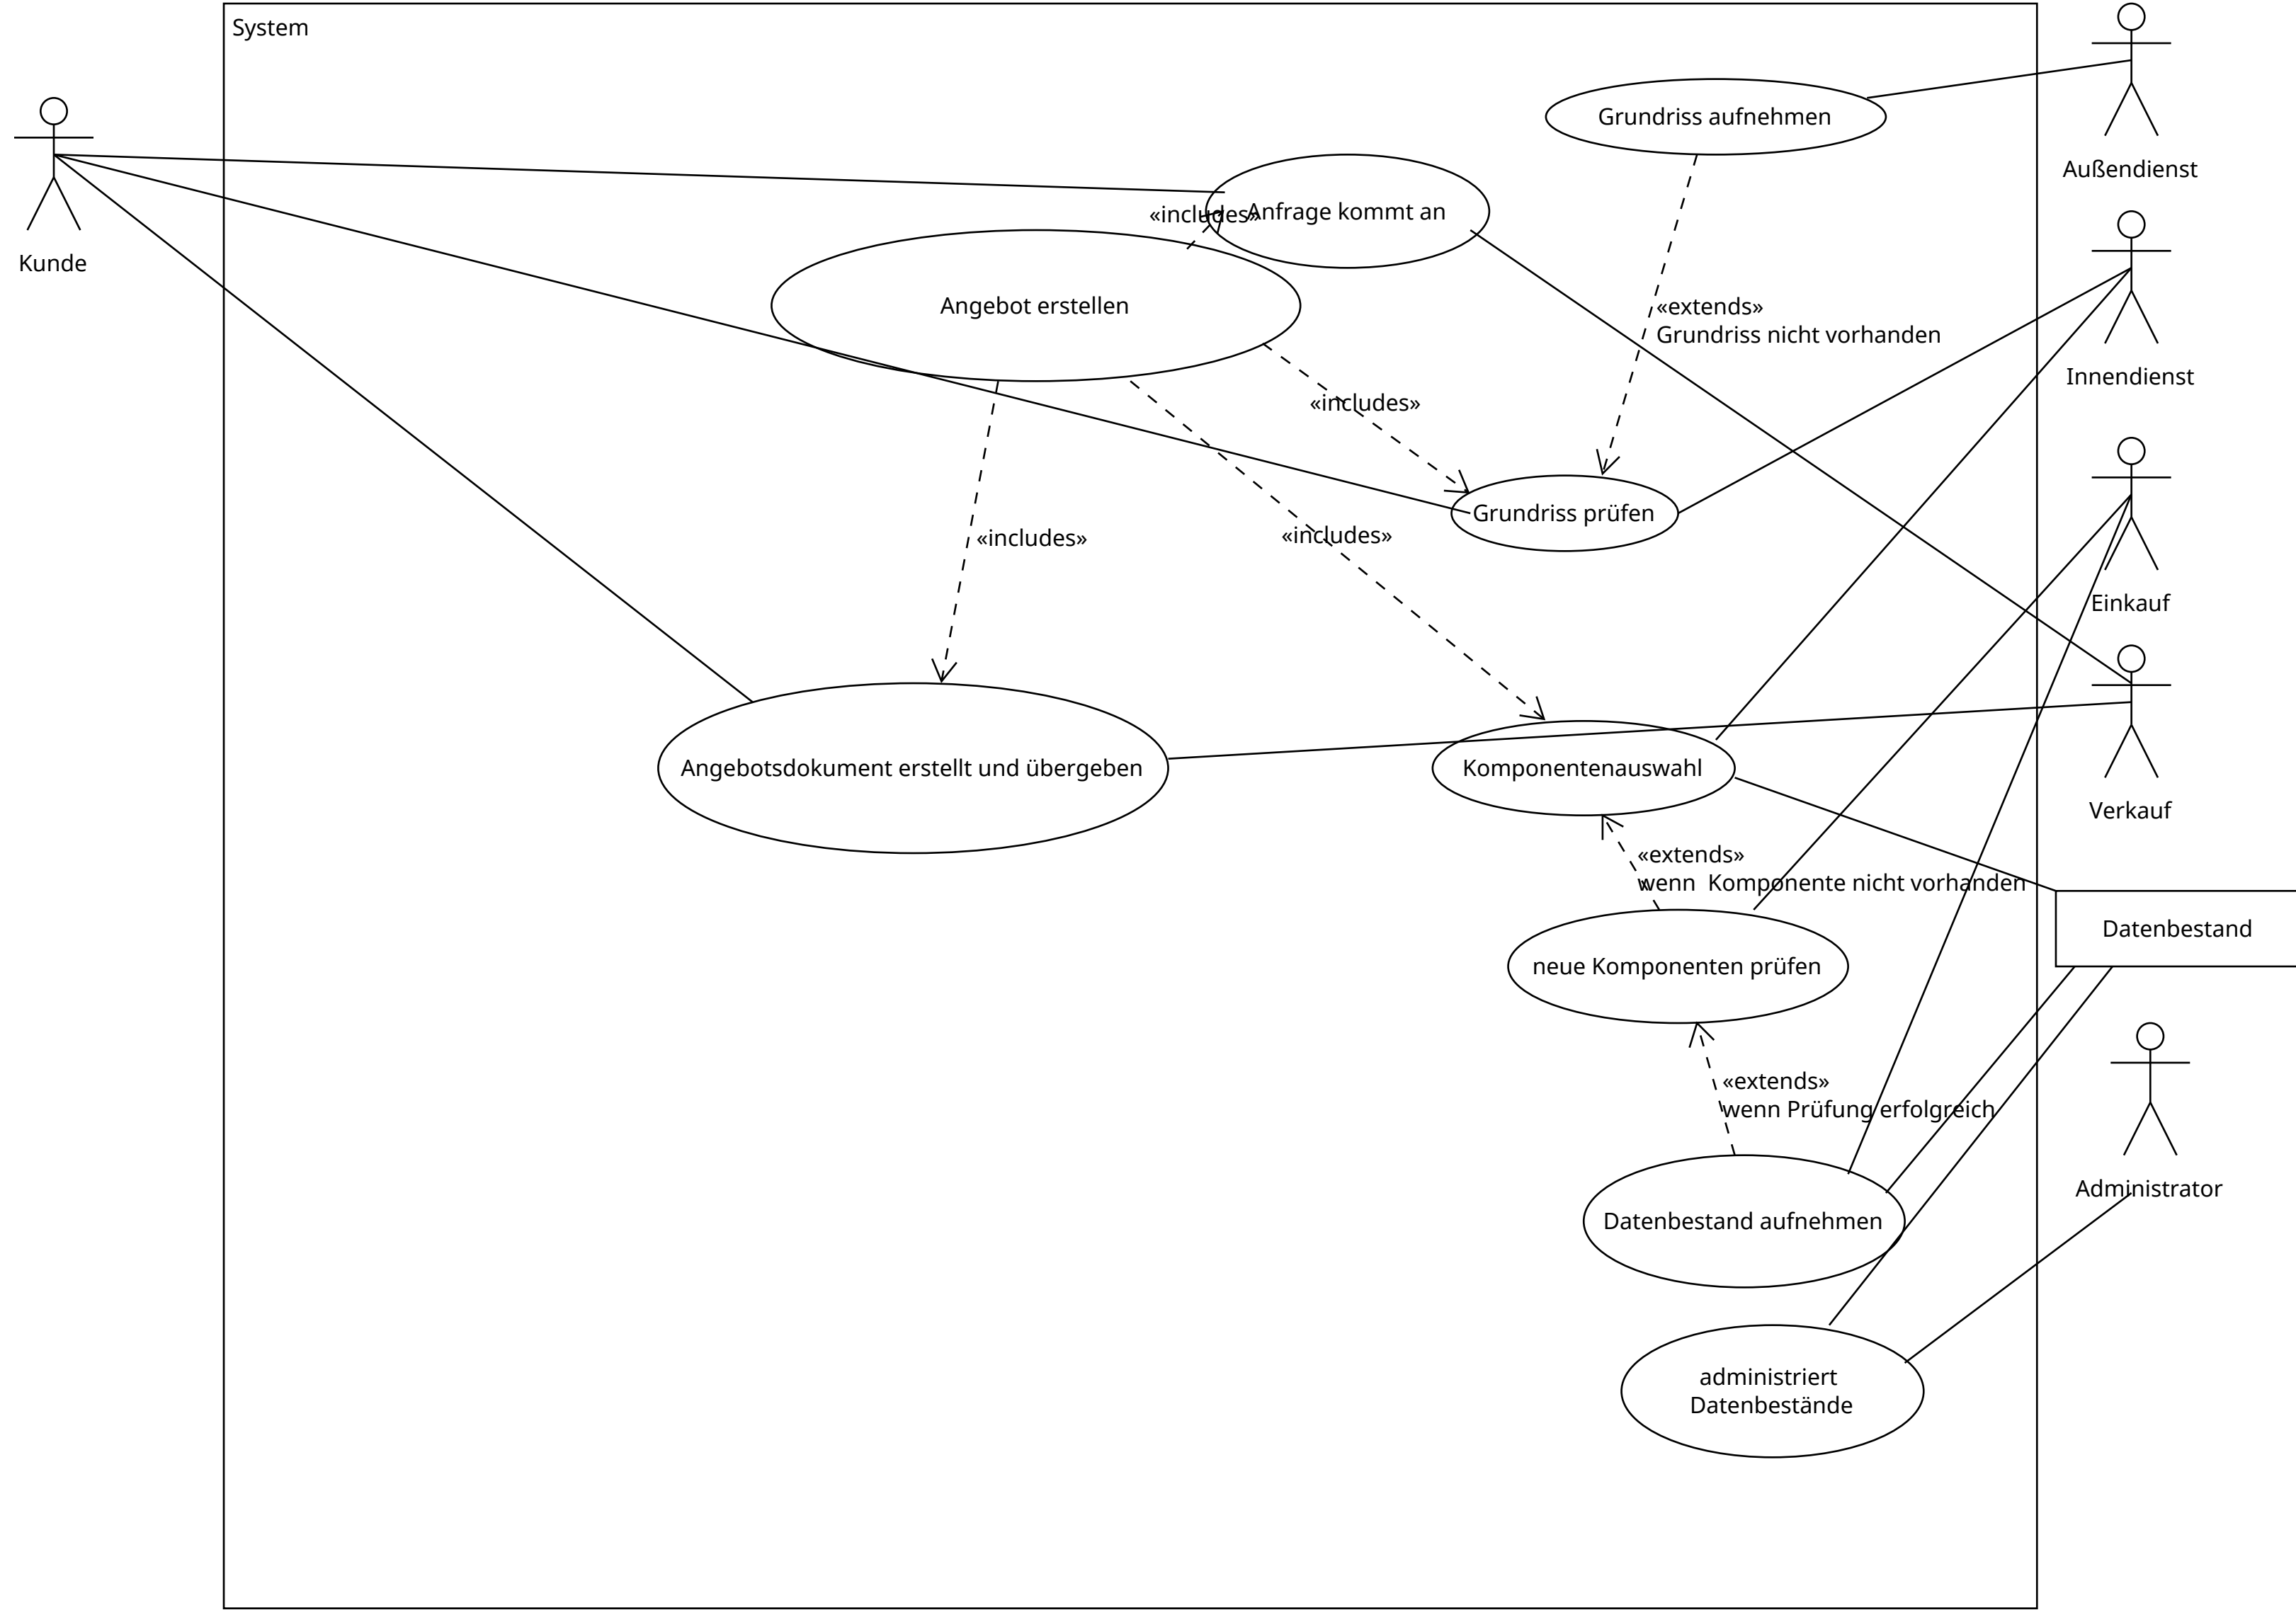 System
Grundriss aufnehmen
Außendienst
Anfrage kommt an
«includes»
Kunde
Angebot erstellen
«extends»
Grundriss nicht vorhanden
Innendienst
«includes»
Grundriss prüfen
«includes»
«includes»
Einkauf
Angebotsdokument erstellt und übergeben
Komponentenauswahl
Verkauf
«extends»
wenn  Komponente nicht vorhanden
Datenbestand
neue Komponenten prüfen
«extends»
wenn Prüfung erfolgreich
Administrator
Datenbestand aufnehmen
administriert
Datenbestände